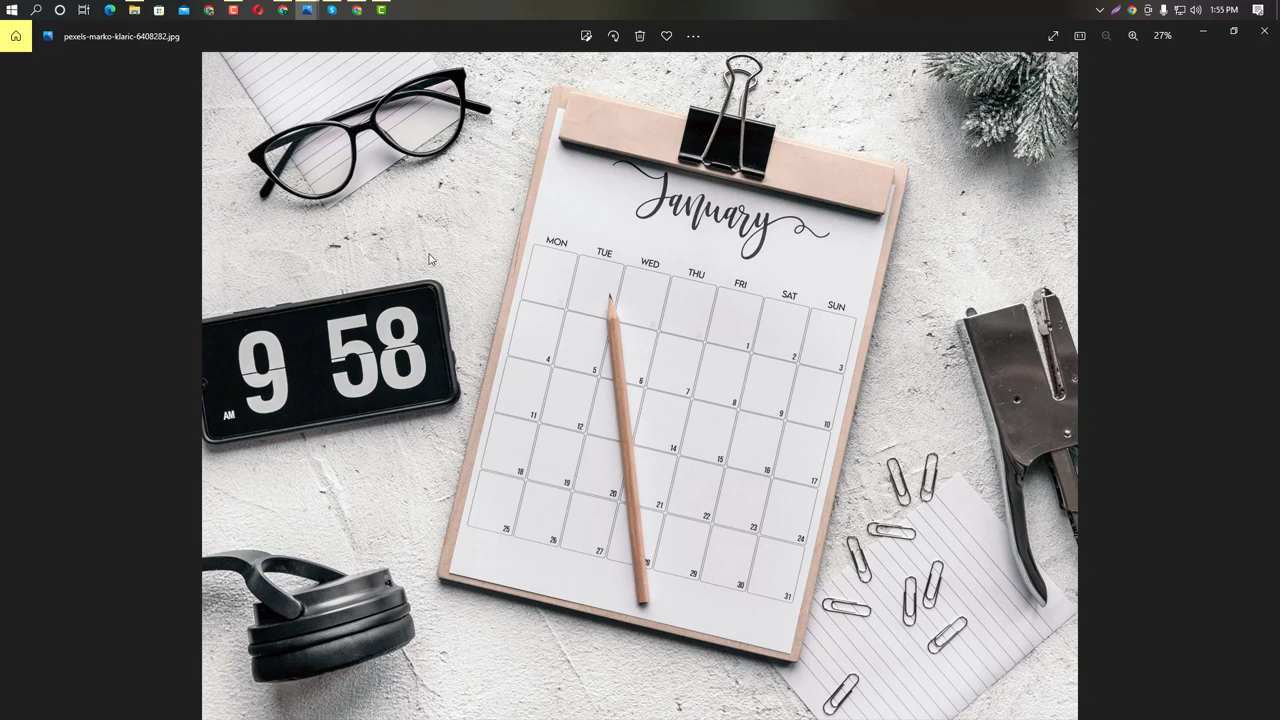 1:55 PM
pexels-marko-klaric-6408282.jpg
27%
January
MON TUE WED THU FRI SAT SUN
1 2 3
4 5 6 7 8 9 10
11 12 14 15 16 17
18 19 20 21 22 23 24
25 26 27 28 29 30 31
9 58
AM